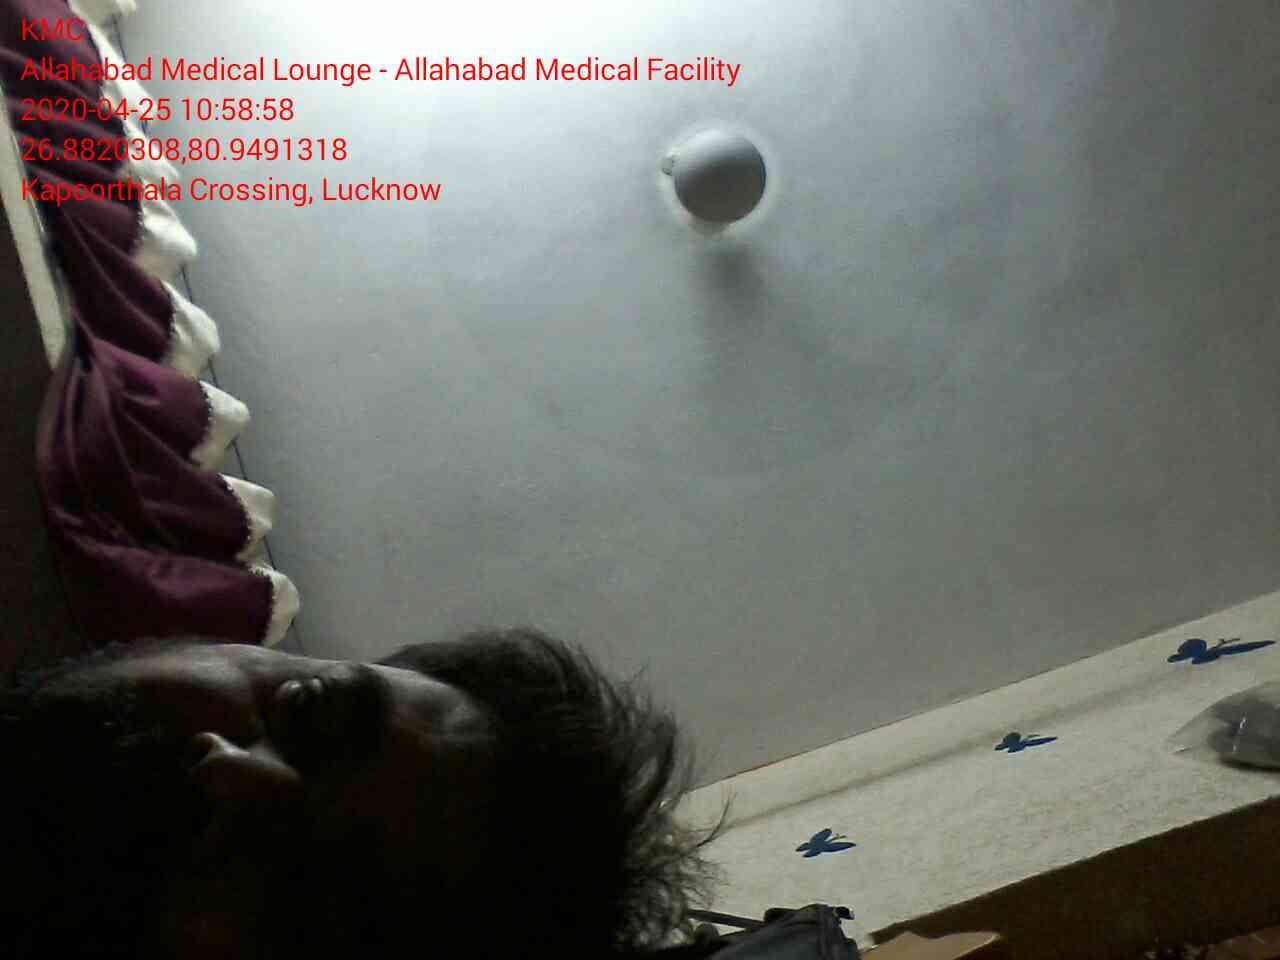 KMC
Allahabad Medical Lounge - Allahabad Medical Facility
2020-04-25 10:58:58
26.8820308,80.9491318
Kapoorthala Crossing, Lucknow